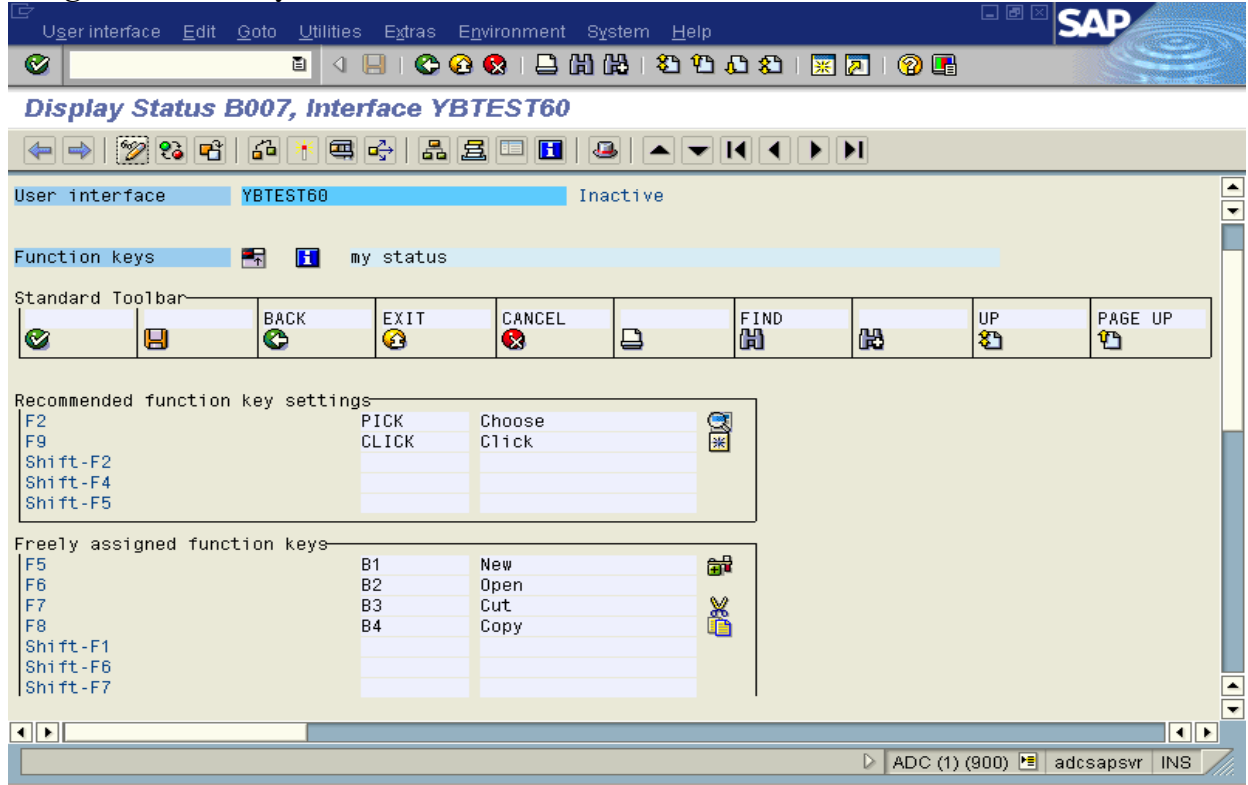 User interface Edit Goto Utilities Extras Environment System Help
SAP
Display Status B007, Interface YBTEST60
User interface YBTEST60 Inactive
Function keys my status
Standard Toolbar
BACK EXIT CANCEL FIND UP PAGE UP
Recommended function key settings
F2 PICK Choose
F9 CLICK Click
Shift-F2
Shift-F4
Shift-F5
Freely assigned function keys
F5 B1 New
F6 B2 Open
F7 B3 Cut
F8 B4 Copy
Shift-F1
Shift-F6
Shift-F7
ADC (1) (900) adcsapsvr INS